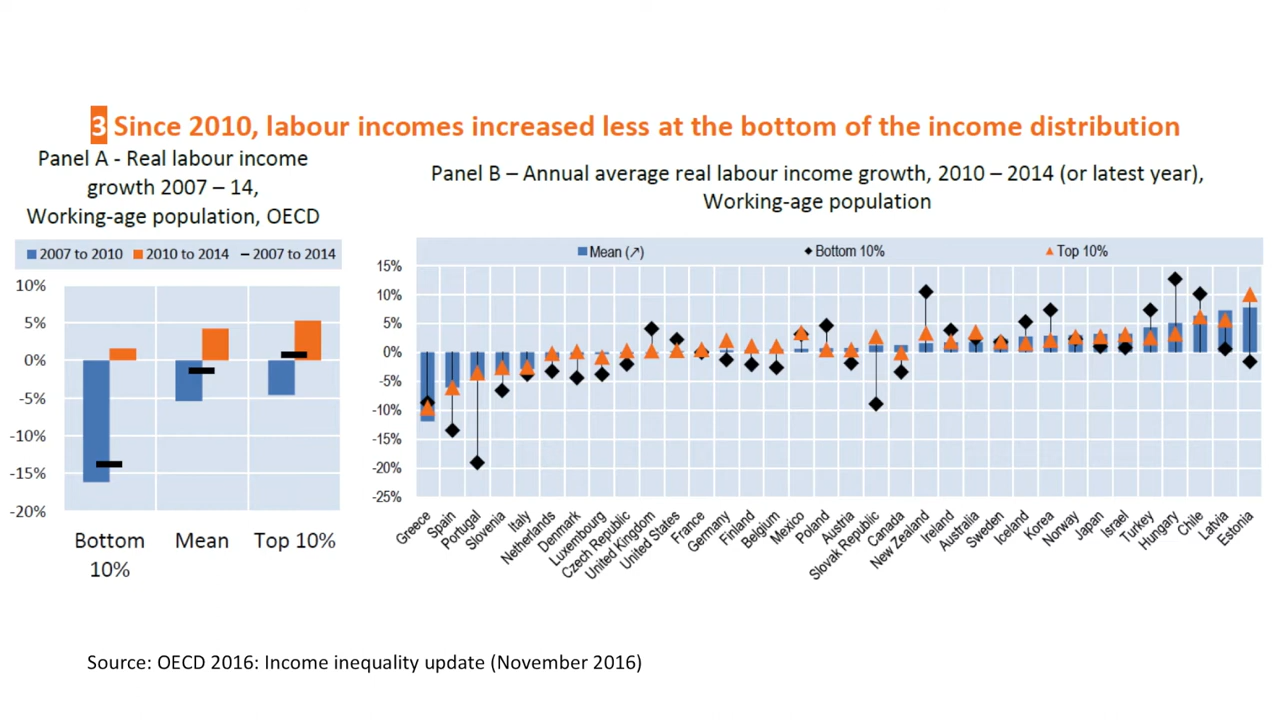 3 Since 2010, labour incomes increased less at the bottom of the income distribution
Panel A - Real labour income
growth 2007 – 14,
Working-age population, OECD
2007 to 2010 2010 to 2014 2007 to 2014
10%
5%
0%
-5%
-10%
-15%
-20%
Bottom
10%
Mean
Top 10%
Panel B – Annual average real labour income growth, 2010 – 2014 (or latest year),
Working-age population
Mean (↗) Bottom 10% Top 10%
15%
10%
5%
0%
-5%
-10%
-15%
-20%
-25%
Greece
Spain
Portugal
Slovenia
Italy
Netherlands
Denmark
Luxembourg
Czech Republic
United Kingdom
United States
France
Germany
Finland
Belgium
Mexico
Poland
Austria
Slovak Republic
Canada
New Zealand
Ireland
Australia
Sweden
Iceland
Korea
Norway
Japan
Israel
Turkey
Hungary
Chile
Latvia
Estonia
Source: OECD 2016: Income inequality update (November 2016)